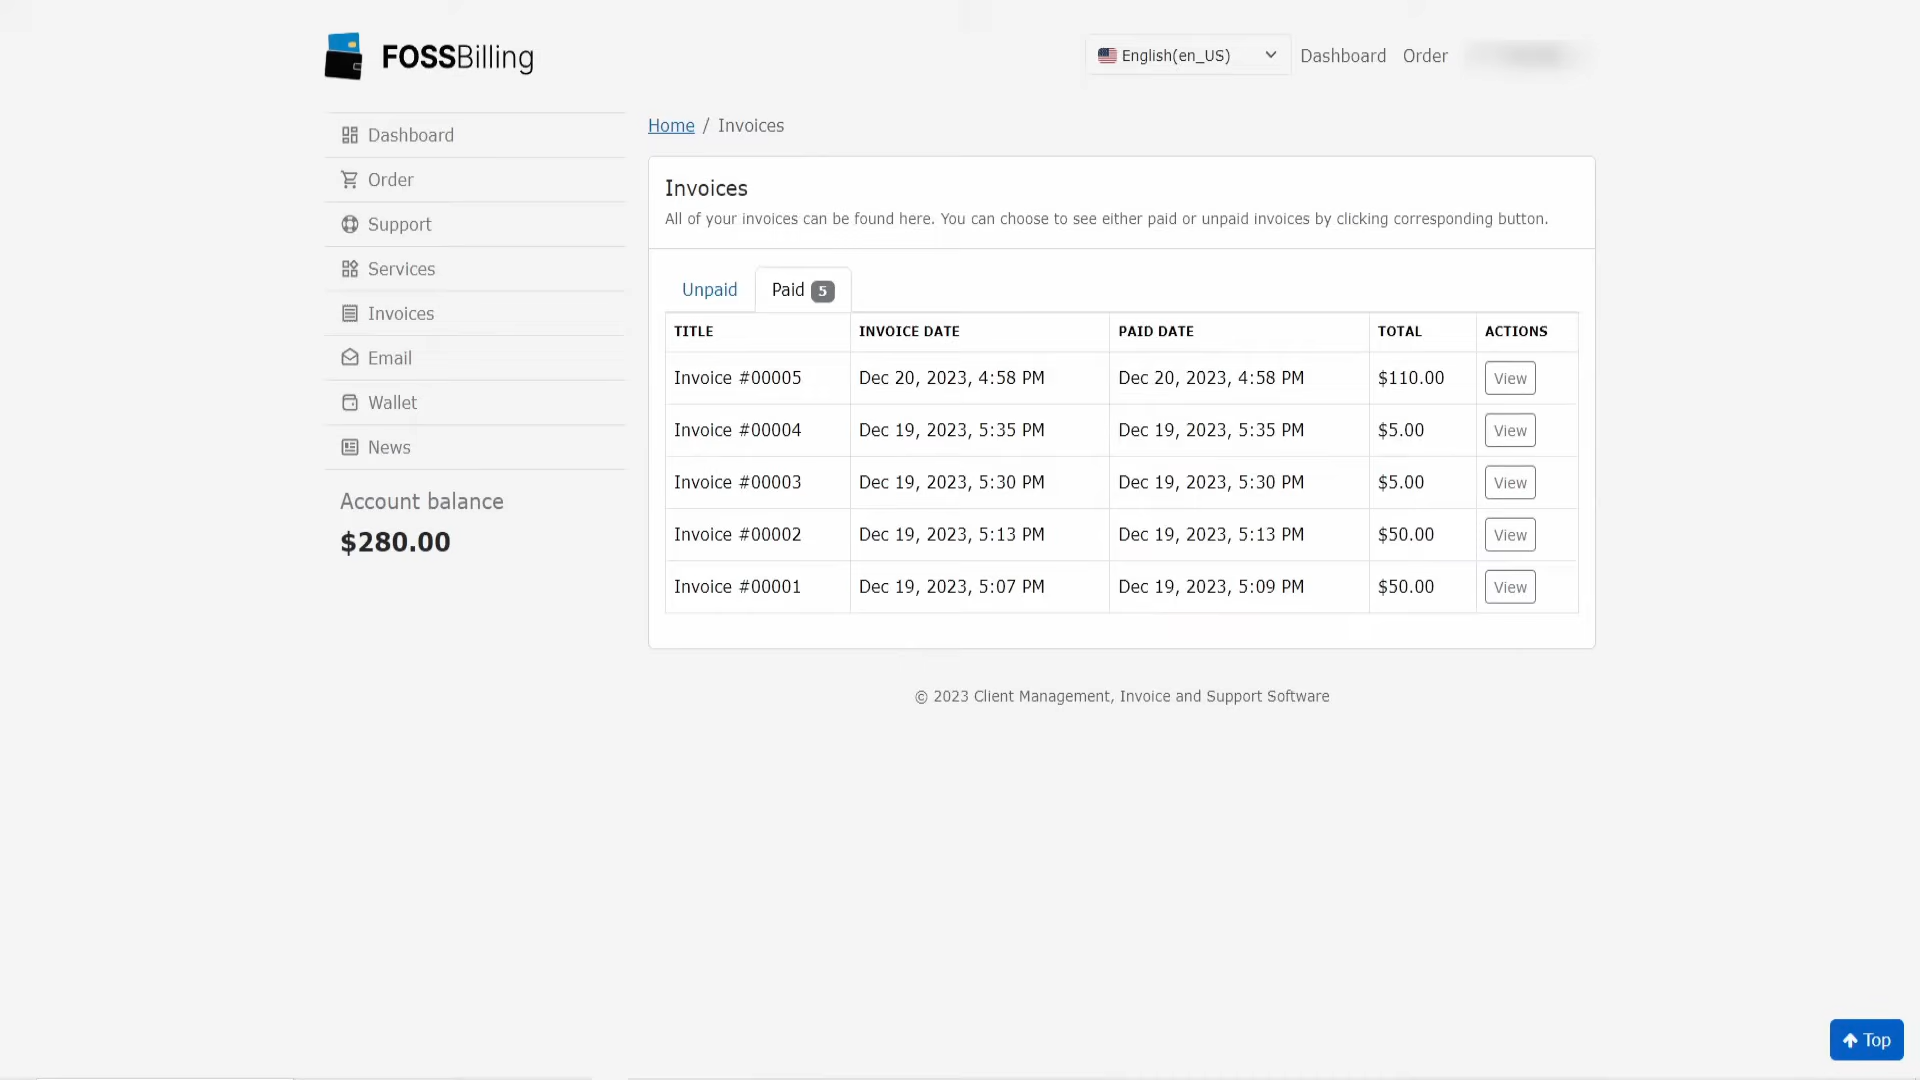 FOSSBilling
English(en_US)
Dashboard
Order
Dashboard
Order
Support
Services
Invoices
Email
Wallet
News
Account balance
$280.00
Home / Invoices
Invoices
All of your invoices can be found here. You can choose to see either paid or unpaid invoices by clicking corresponding button.
Unpaid
Paid 5
TITLE INVOICE DATE PAID DATE TOTAL ACTIONS
Invoice #00005 Dec 20, 2023, 4:58 PM Dec 20, 2023, 4:58 PM $110.00 View
Invoice #00004 Dec 19, 2023, 5:35 PM Dec 19, 2023, 5:35 PM $5.00 View
Invoice #00003 Dec 19, 2023, 5:30 PM Dec 19, 2023, 5:30 PM $5.00 View
Invoice #00002 Dec 19, 2023, 5:13 PM Dec 19, 2023, 5:13 PM $50.00 View
Invoice #00001 Dec 19, 2023, 5:07 PM Dec 19, 2023, 5:09 PM $50.00 View
© 2023 Client Management, Invoice and Support Software
Top